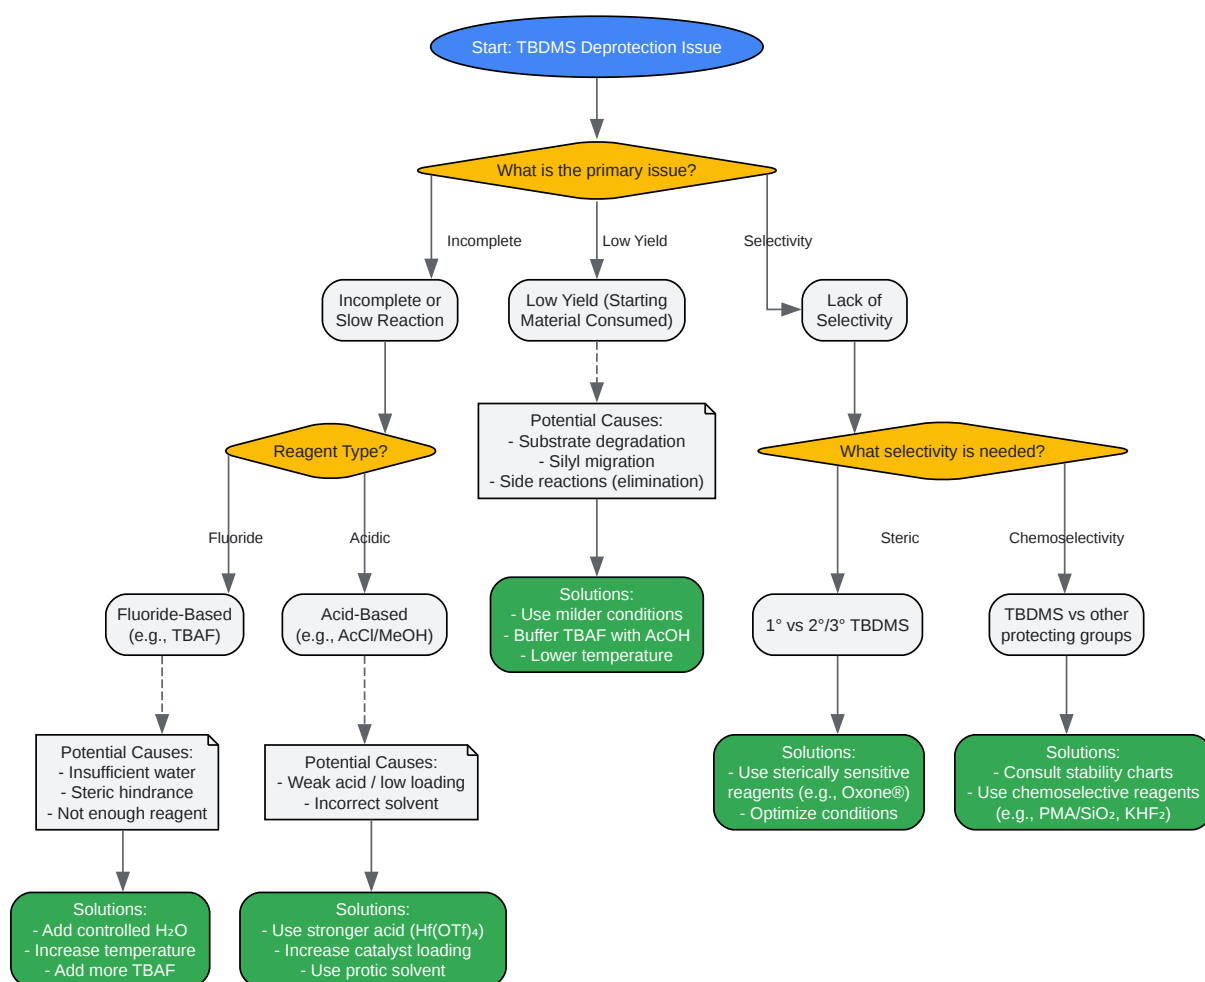 Start: TBDMS Deprotection Issue
What is the primary issue?
Incomplete
Low Yield
Selectivity
Incomplete or
Slow Reaction
Low Yield (Starting
Material Consumed)
Lack of
Selectivity
Potential Causes:
- Substrate degradation
- Silyl migration
- Side reactions (elimination)
Reagent Type?
What selectivity is needed?
Fluoride
Acidic
Steric
Chemoselectivity
Fluoride-Based
(e.g., TBAF)
Acid-Based
(e.g., AcCl/MeOH)
Solutions:
- Use milder conditions
- Buffer TBAF with AcOH
- Lower temperature
1° vs 2°/3° TBDMS
TBDMS vs other
protecting groups
Potential Causes:
- Insufficient water
- Steric hindrance
- Not enough reagent
Potential Causes:
- Weak acid / low loading
- Incorrect solvent
Solutions:
- Use sterically sensitive
reagents (e.g., Oxone®)
- Optimize conditions
Solutions:
- Consult stability charts
- Use chemoselective reagents
(e.g., PMA/SiO₂, KHF₂)
Solutions:
- Add controlled H₂O
- Increase temperature
- Add more TBAF
Solutions:
- Use stronger acid (Hf(OTf)₄)
- Increase catalyst loading
- Use protic solvent